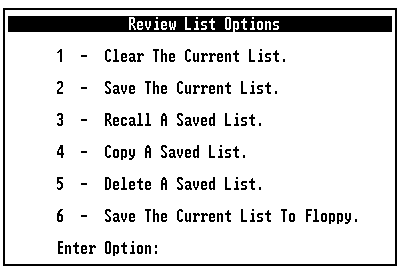 Review List Options
1 - Clear The Current List.
2 - Save The Current List.
3 - Recall A Saved List.
4 - Copy A Saved List.
5 - Delete A Saved List.
6 - Save The Current List To Floppy.
Enter Option: